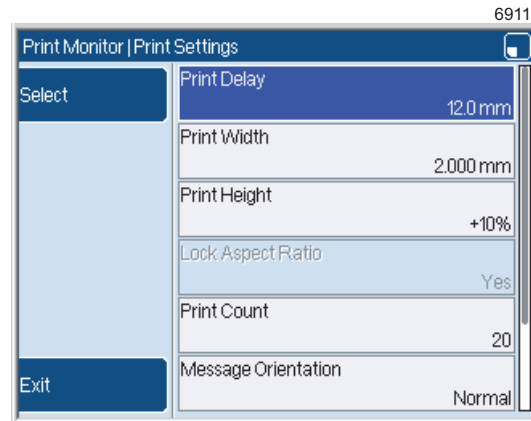 6911
Print Monitor | Print Settings
Select
Print Delay
12.0 mm
Print Width
2.000 mm
Print Height
+10%
Lock Aspect Ratio
Yes
Print Count
20
Message Orientation
Normal
Exit